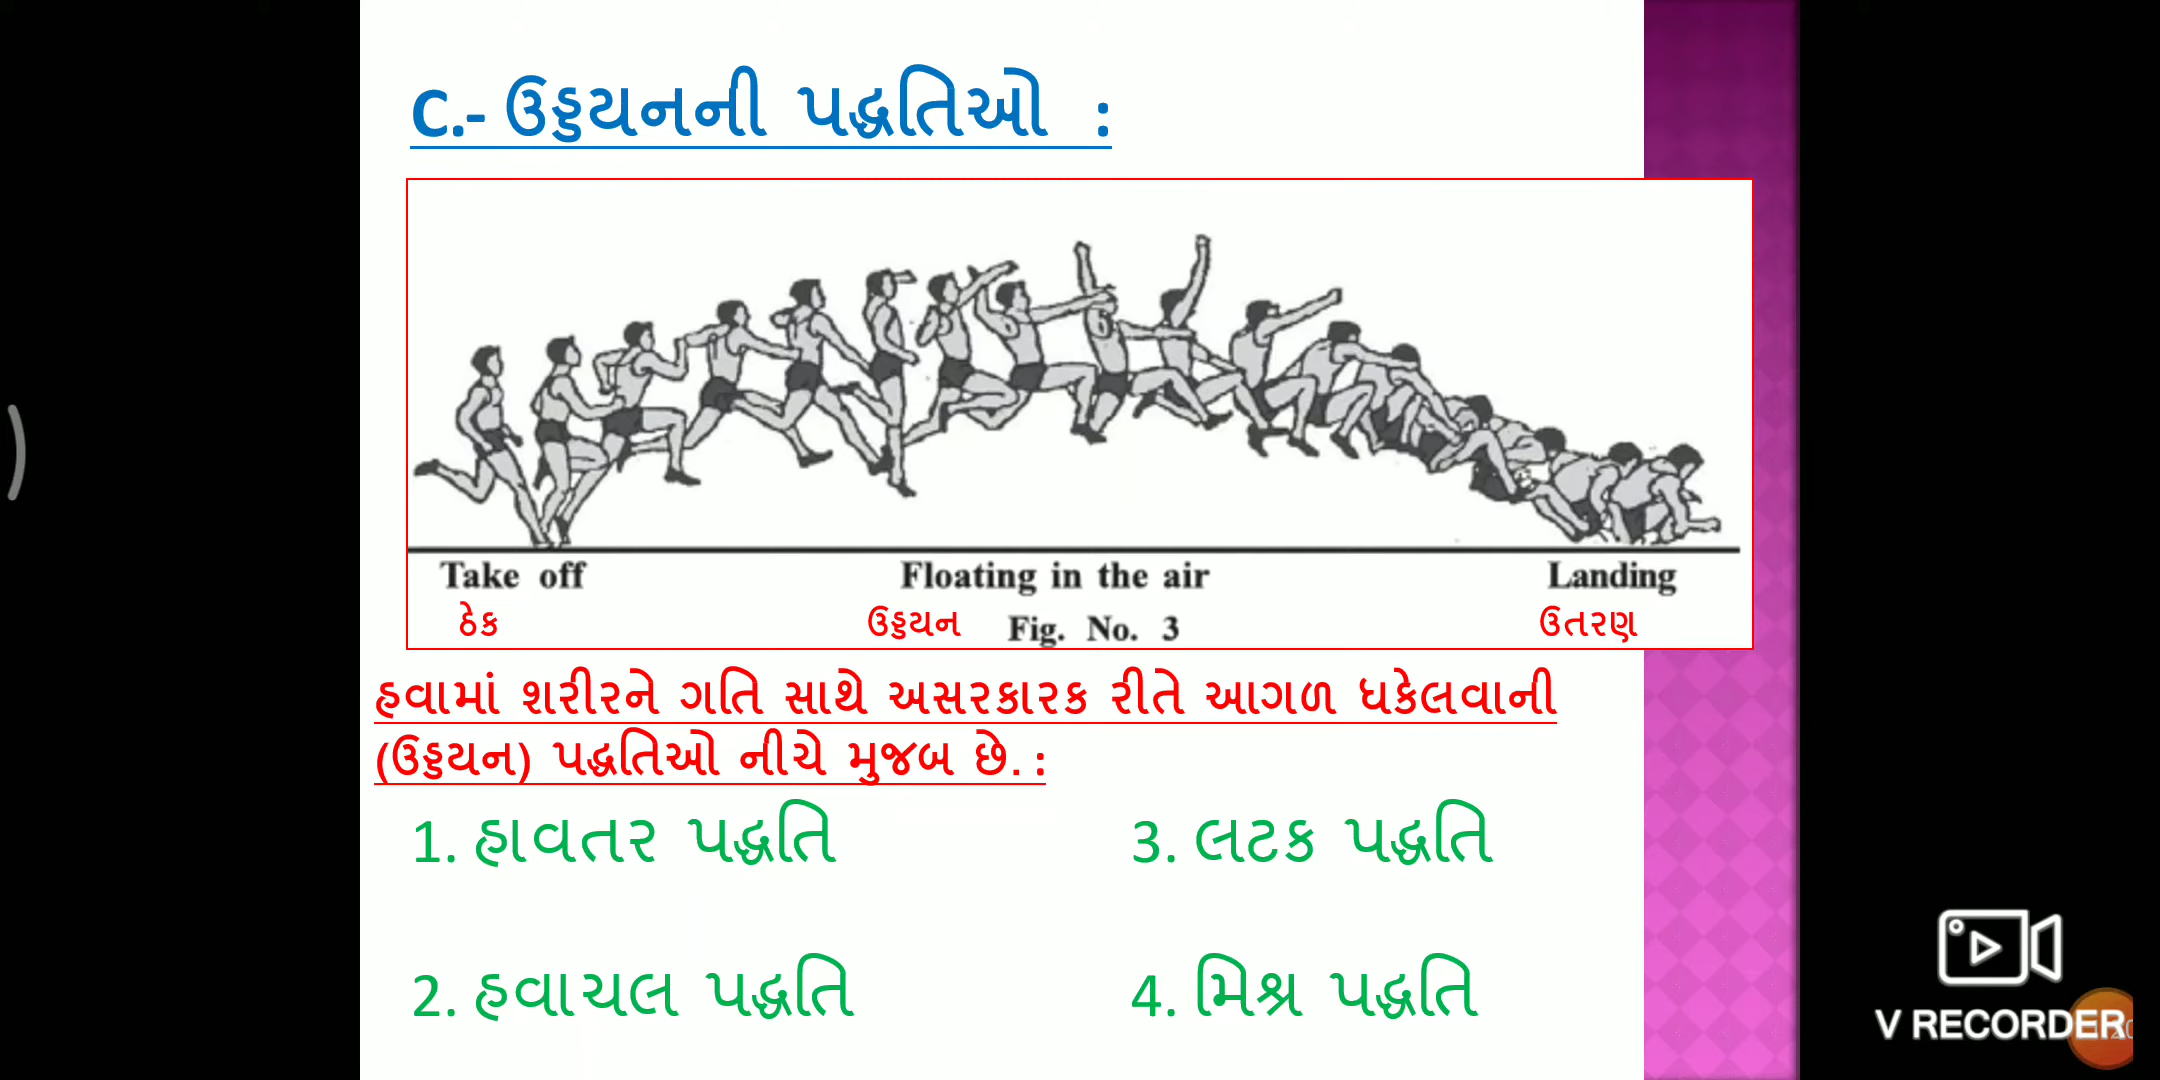 C.- ઉડ્ડયનની પદ્ધતિઓ :
Take off
Floating in the air
Landing
ઠેક
ઉડ્ડયન
Fig. No. 3
ઉતરણ
હવામાં શરીરને ગતિ સાથે અસરકારક રીતે આગળ ધકેલવાની
(ઉડ્ડયન) પદ્ધતિઓ નીચે મુજબ છે. :
1. હાવતર પદ્ધતિ
3. લટક પદ્ધતિ
2. હવાચલ પદ્ધતિ
4. મિશ્ર પદ્ધતિ
V RECORDER